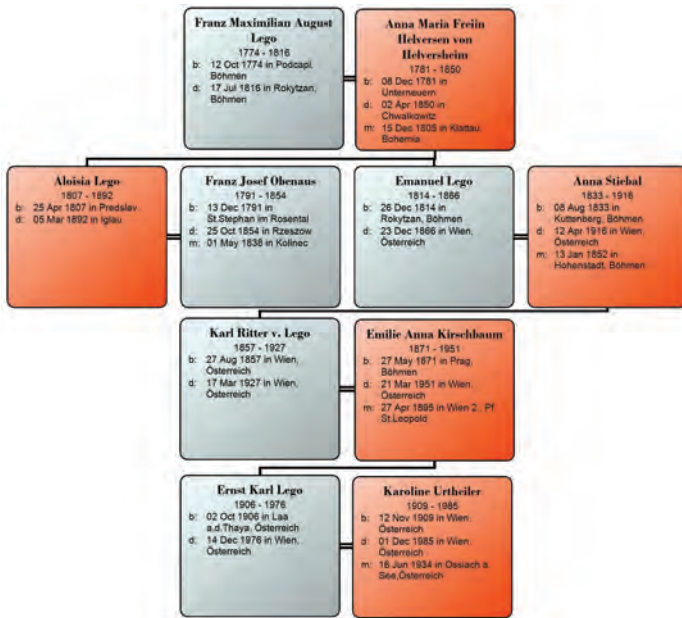 Franz Maximilian August
Lego
1774 - 1816
b: 12 Oct 1774 in Podcapl,
Böhmen
d: 17 Jul 1816 in Rokytzan,
Böhmen
Anna Maria Freiin
Helversen von
Helversheim
1781 - 1850
b: 08 Dec 1781 in
Unterneuern
d: 02 Apr 1850 in
Chwalkowitz
m: 15 Dec 1805 in Klattau,
Bohemia
Aloisia Lego
1807 - 1892
b: 25 Apr 1807 in Predslav.
d: 05 Mar 1892 in Iglau
Franz Josef Obenaus
1791 - 1854
b: 13 Dec 1791 in
St.Stephan im Rosental
d: 25 Oct 1854 in Rzeszow
m: 01 May 1838 in Kolinec
Emanuel Lego
1814 - 1866
b: 26 Dec 1814 in
Rokytzan, Böhmen
d: 23 Dec 1866 in Wien,
Österreich
Anna Stiebal
1833 - 1916
b: 08 Aug 1833 in
Kuttenberg, Böhmen
d: 12 Apr 1916 in Wien,
Österreich
m: 13 Jan 1852 in
Hohenstadt, Böhmen
Karl Ritter v. Lego
1857 - 1927
b: 27 Aug 1857 in Wien,
Österreich
d: 17 Mar 1927 in Wien,
Österreich
Emilie Anna Kirschbaum
1871 - 1951
b: 27 May 1871 in Prag,
Böhmen
d: 21 Mar 1951 in Wien,
Österreich
m: 27 Apr 1895 in Wien 2., Pf.
St.Leopold
Ernst Karl Lego
1906 - 1976
b: 02 Oct 1906 in Laa
a.d.Thaya, Österreich
d: 14 Dec 1976 in Wien,
Österreich
Karoline Urtheiler
1909 - 1985
b: 12 Nov 1909 in Wien,
Österreich
d: 01 Dec 1985 in Wien,
Österreich
m: 16 Jun 1934 in Ossiach a.
See,Österreich